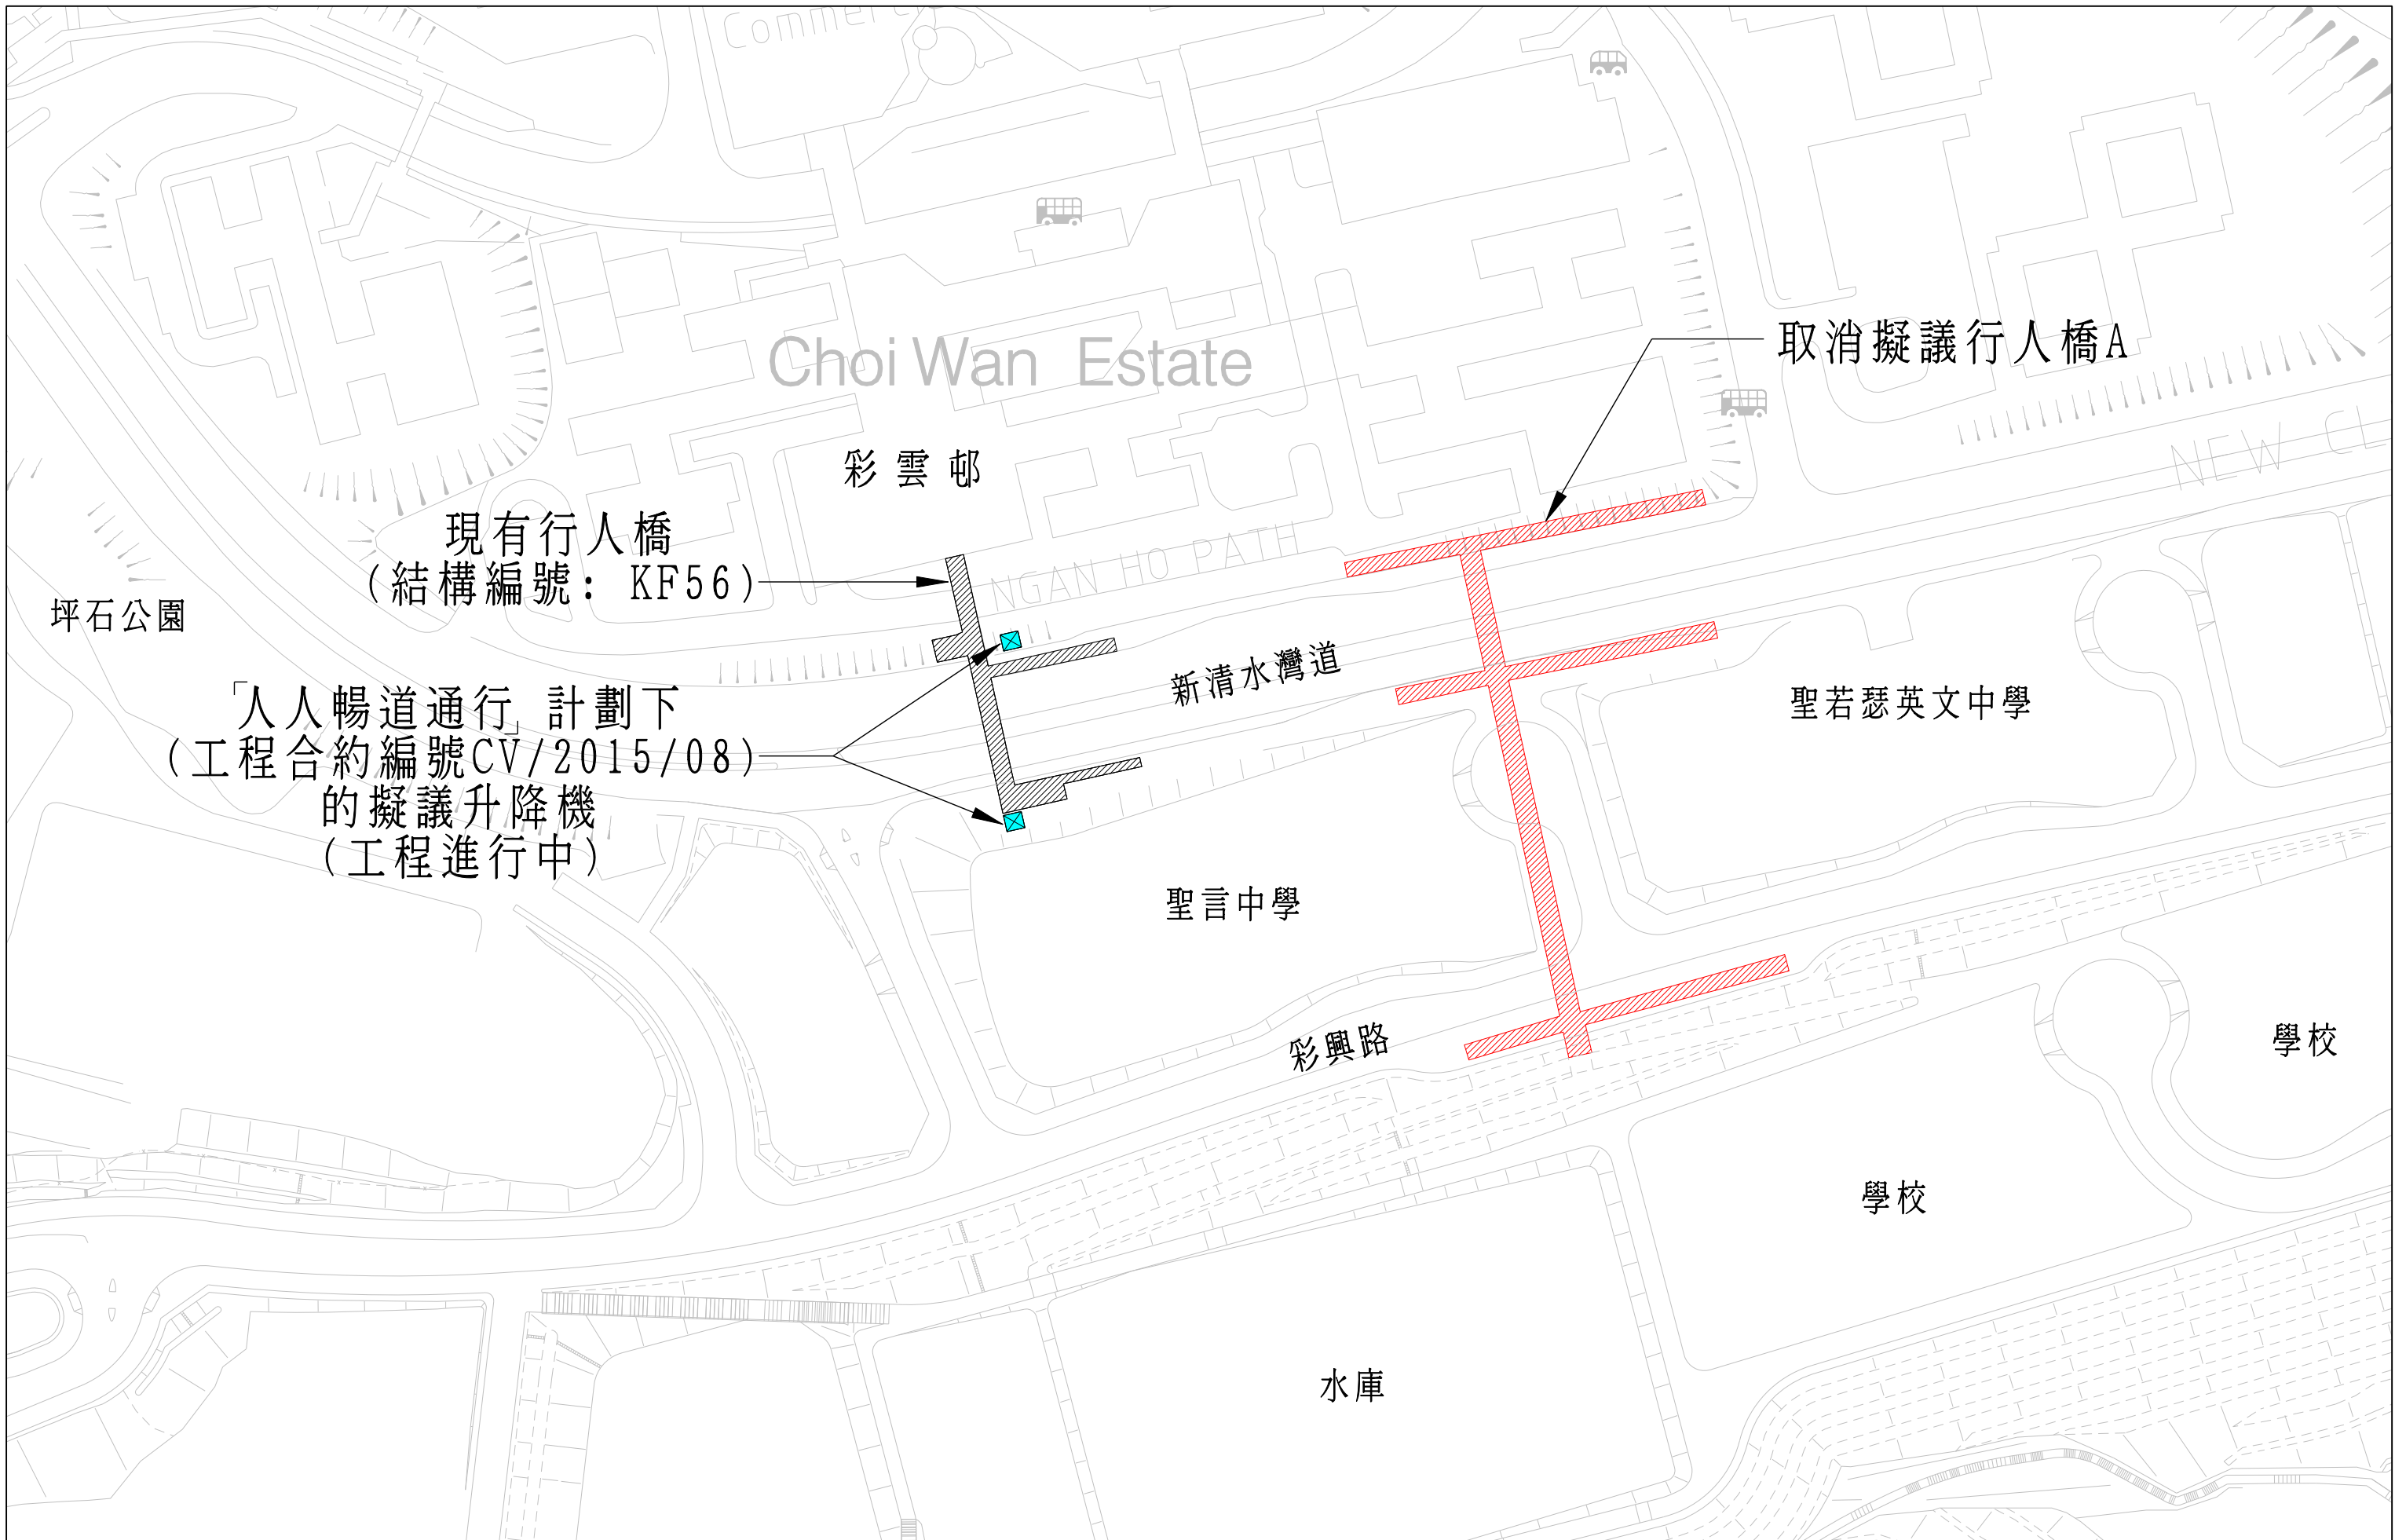 Commer
取消擬議行人橋A
Choi Wan Estate
彩雲邨
NEW CL
現有行人橋
(結構編號: KF56)
NGAN HO PATH
坪石公園
新清水灣道
「人人暢道通行」計劃下
(工程合約編號CV/2015/08)
的擬議升降機
(工程進行中)
聖若瑟英文中學
聖言中學
彩興路
學校
學校
水庫